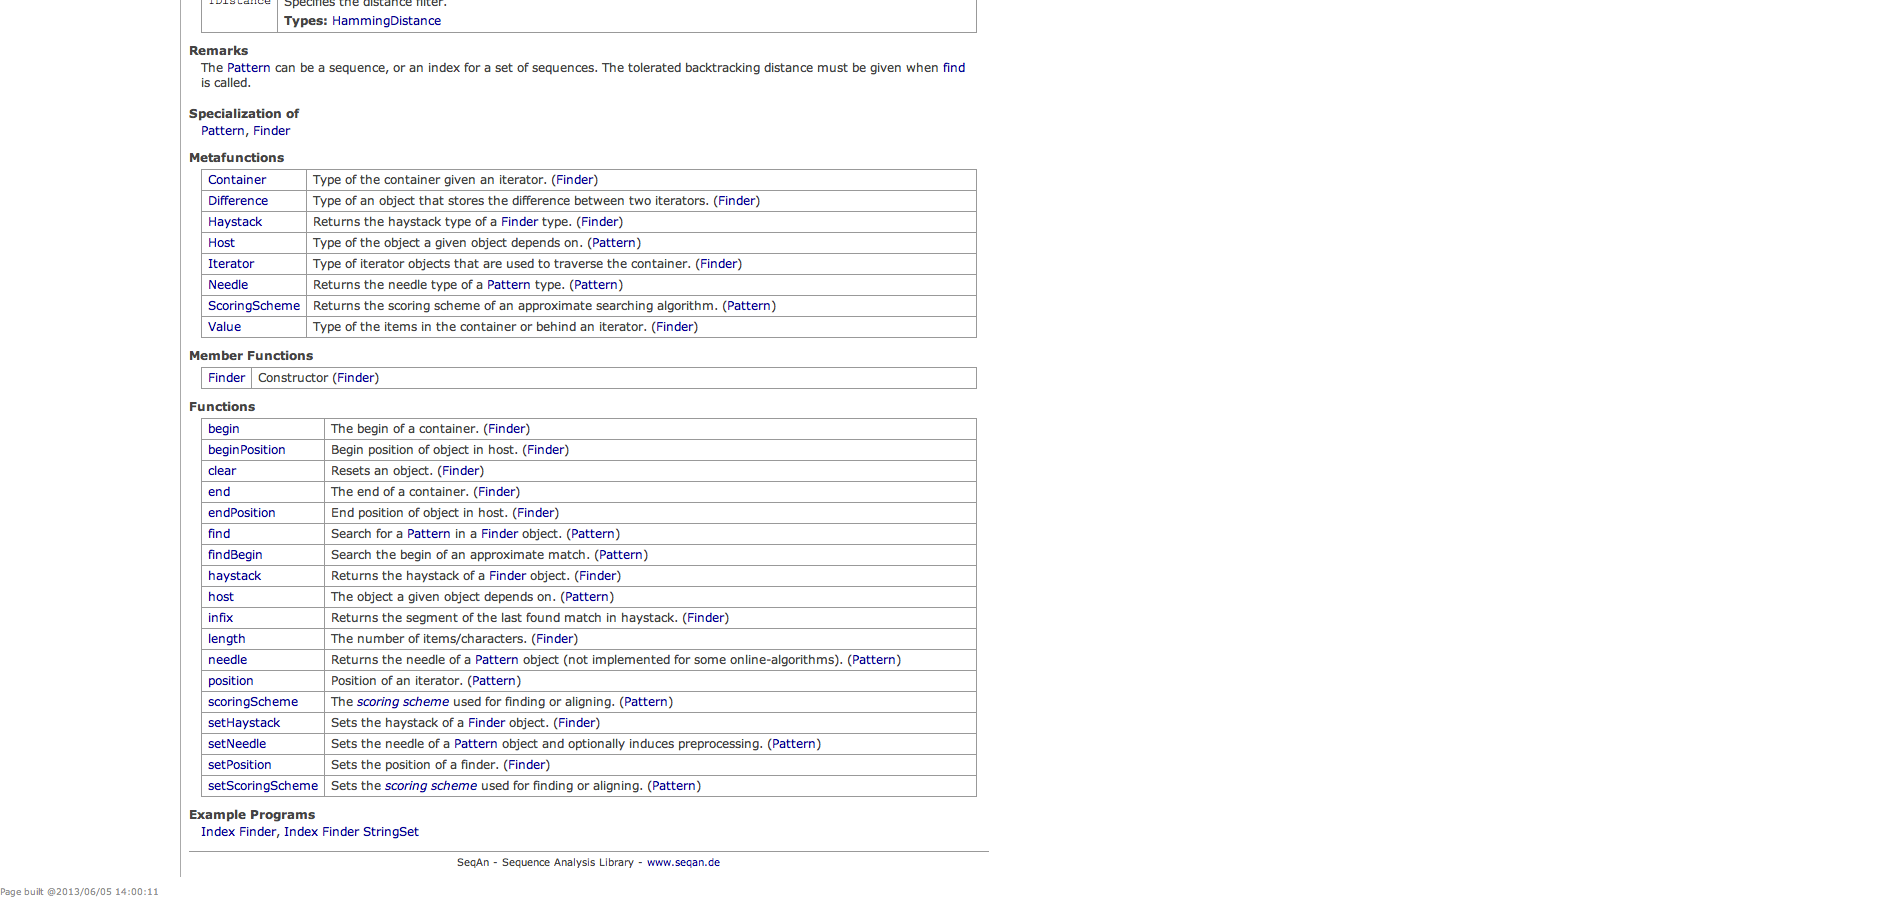 TDistance Specifies the distance filter.
Types: HammingDistance
Remarks
The Pattern can be a sequence, or an index for a set of sequences. The tolerated backtracking distance must be given when find
is called.
Specialization of
Pattern, Finder
Metafunctions
Container Type of the container given an iterator. (Finder)
Difference Type of an object that stores the difference between two iterators. (Finder)
Haystack Returns the haystack type of a Finder type. (Finder)
Host Type of the object a given object depends on. (Pattern)
Iterator Type of iterator objects that are used to traverse the container. (Finder)
Needle Returns the needle type of a Pattern type. (Pattern)
ScoringScheme Returns the scoring scheme of an approximate searching algorithm. (Pattern)
Value Type of the items in the container or behind an iterator. (Finder)
Member Functions
Finder Constructor (Finder)
Functions
begin The begin of a container. (Finder)
beginPosition Begin position of object in host. (Finder)
clear Resets an object. (Finder)
end The end of a container. (Finder)
endPosition End position of object in host. (Finder)
find Search for a Pattern in a Finder object. (Pattern)
findBegin Search the begin of an approximate match. (Pattern)
haystack Returns the haystack of a Finder object. (Finder)
host The object a given object depends on. (Pattern)
infix Returns the segment of the last found match in haystack. (Finder)
length The number of items/characters. (Finder)
needle Returns the needle of a Pattern object (not implemented for some online-algorithms). (Pattern)
position Position of an iterator. (Pattern)
scoringScheme The scoring scheme used for finding or aligning. (Pattern)
setHaystack Sets the haystack of a Finder object. (Finder)
setNeedle Sets the needle of a Pattern object and optionally induces preprocessing. (Pattern)
setPosition Sets the position of a finder. (Finder)
setScoringScheme Sets the scoring scheme used for finding or aligning. (Pattern)
Example Programs
Index Finder, Index Finder StringSet
SeqAn - Sequence Analysis Library - www.seqan.de
Page built @2013/06/05 14:00:11